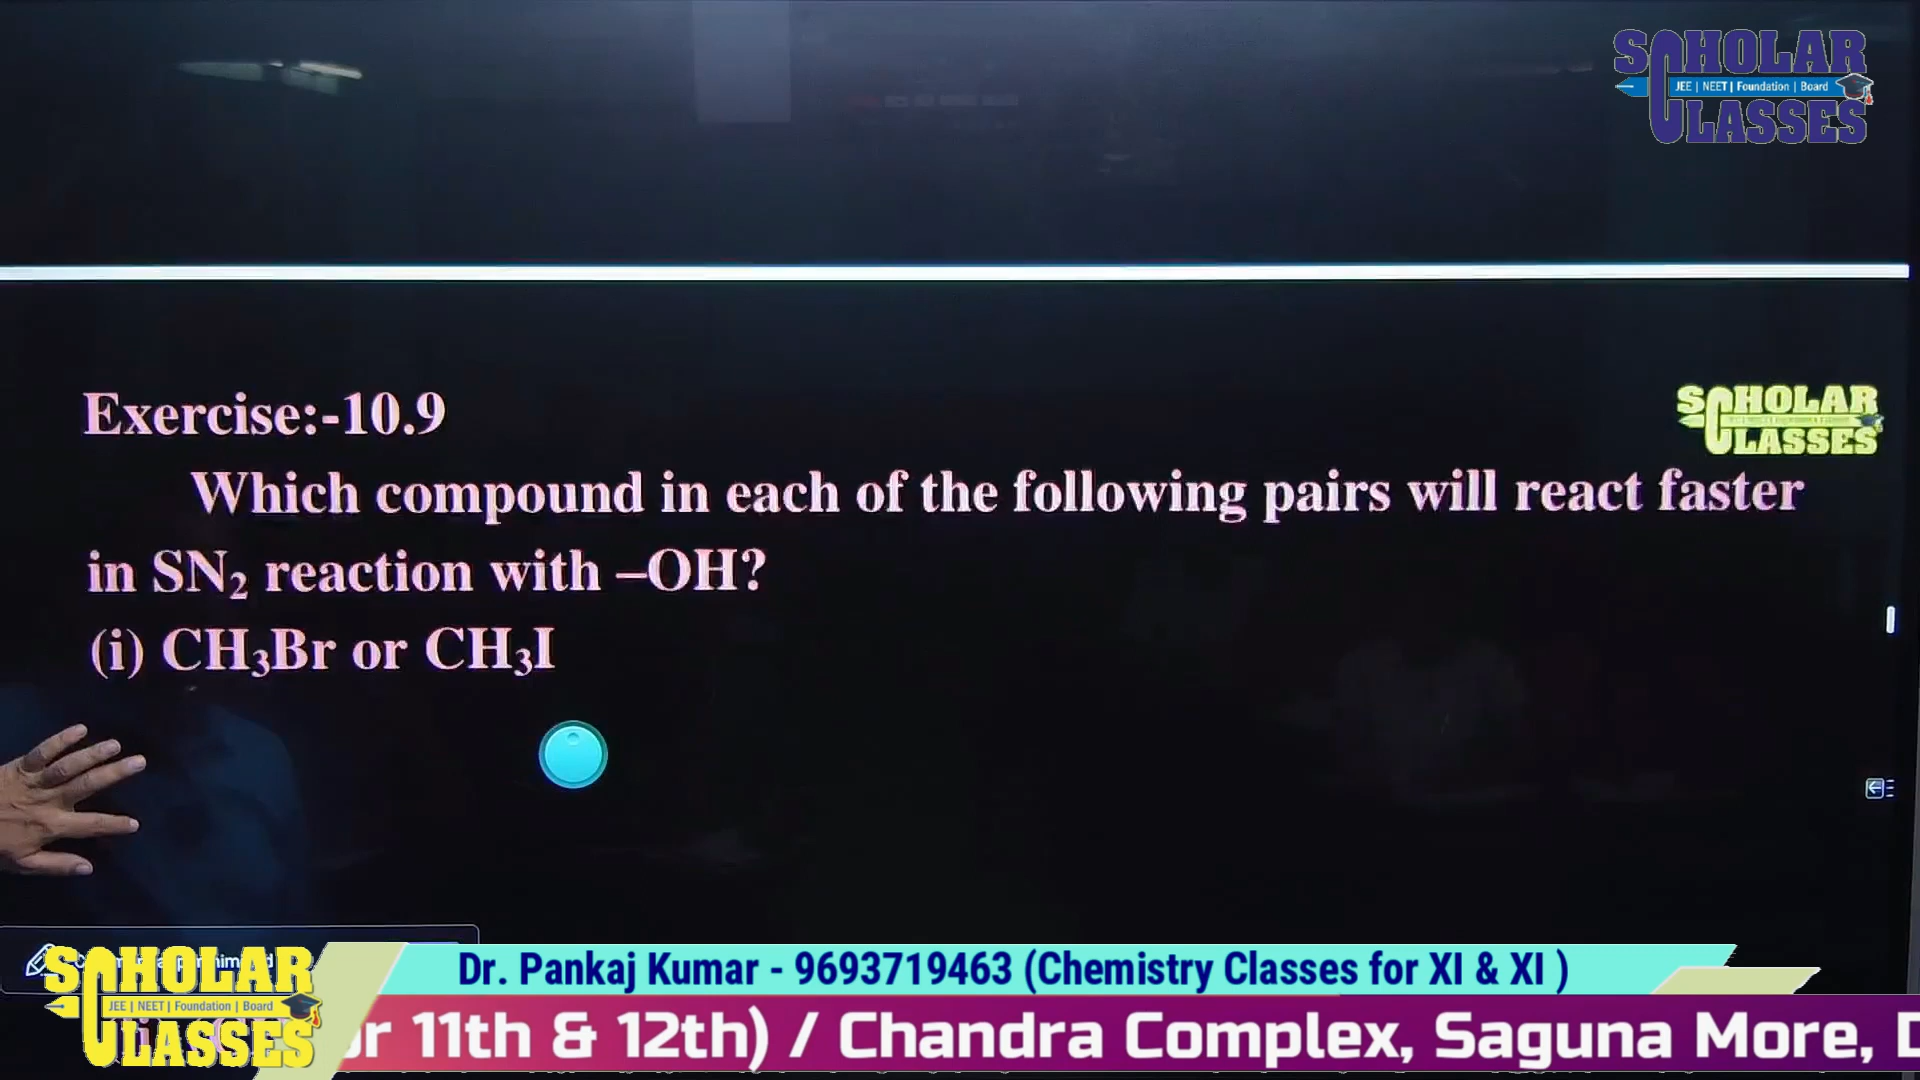 SCHOLAR
JEE | NEET | Foundation | Board
CLASSES
Exercise:-10.9
SCHOLAR
CLASSES
Which compound in each of the following pairs will react faster
in SN₂ reaction with –OH?
(i) CH₃Br or CH₃I
SCHOLAR
JEE | NEET | Foundation | Board
CLASSES
Dr. Pankaj Kumar - 9693719463 (Chemistry Classes for XI & XI )
11th & 12th) / Chandra Complex, Saguna More,